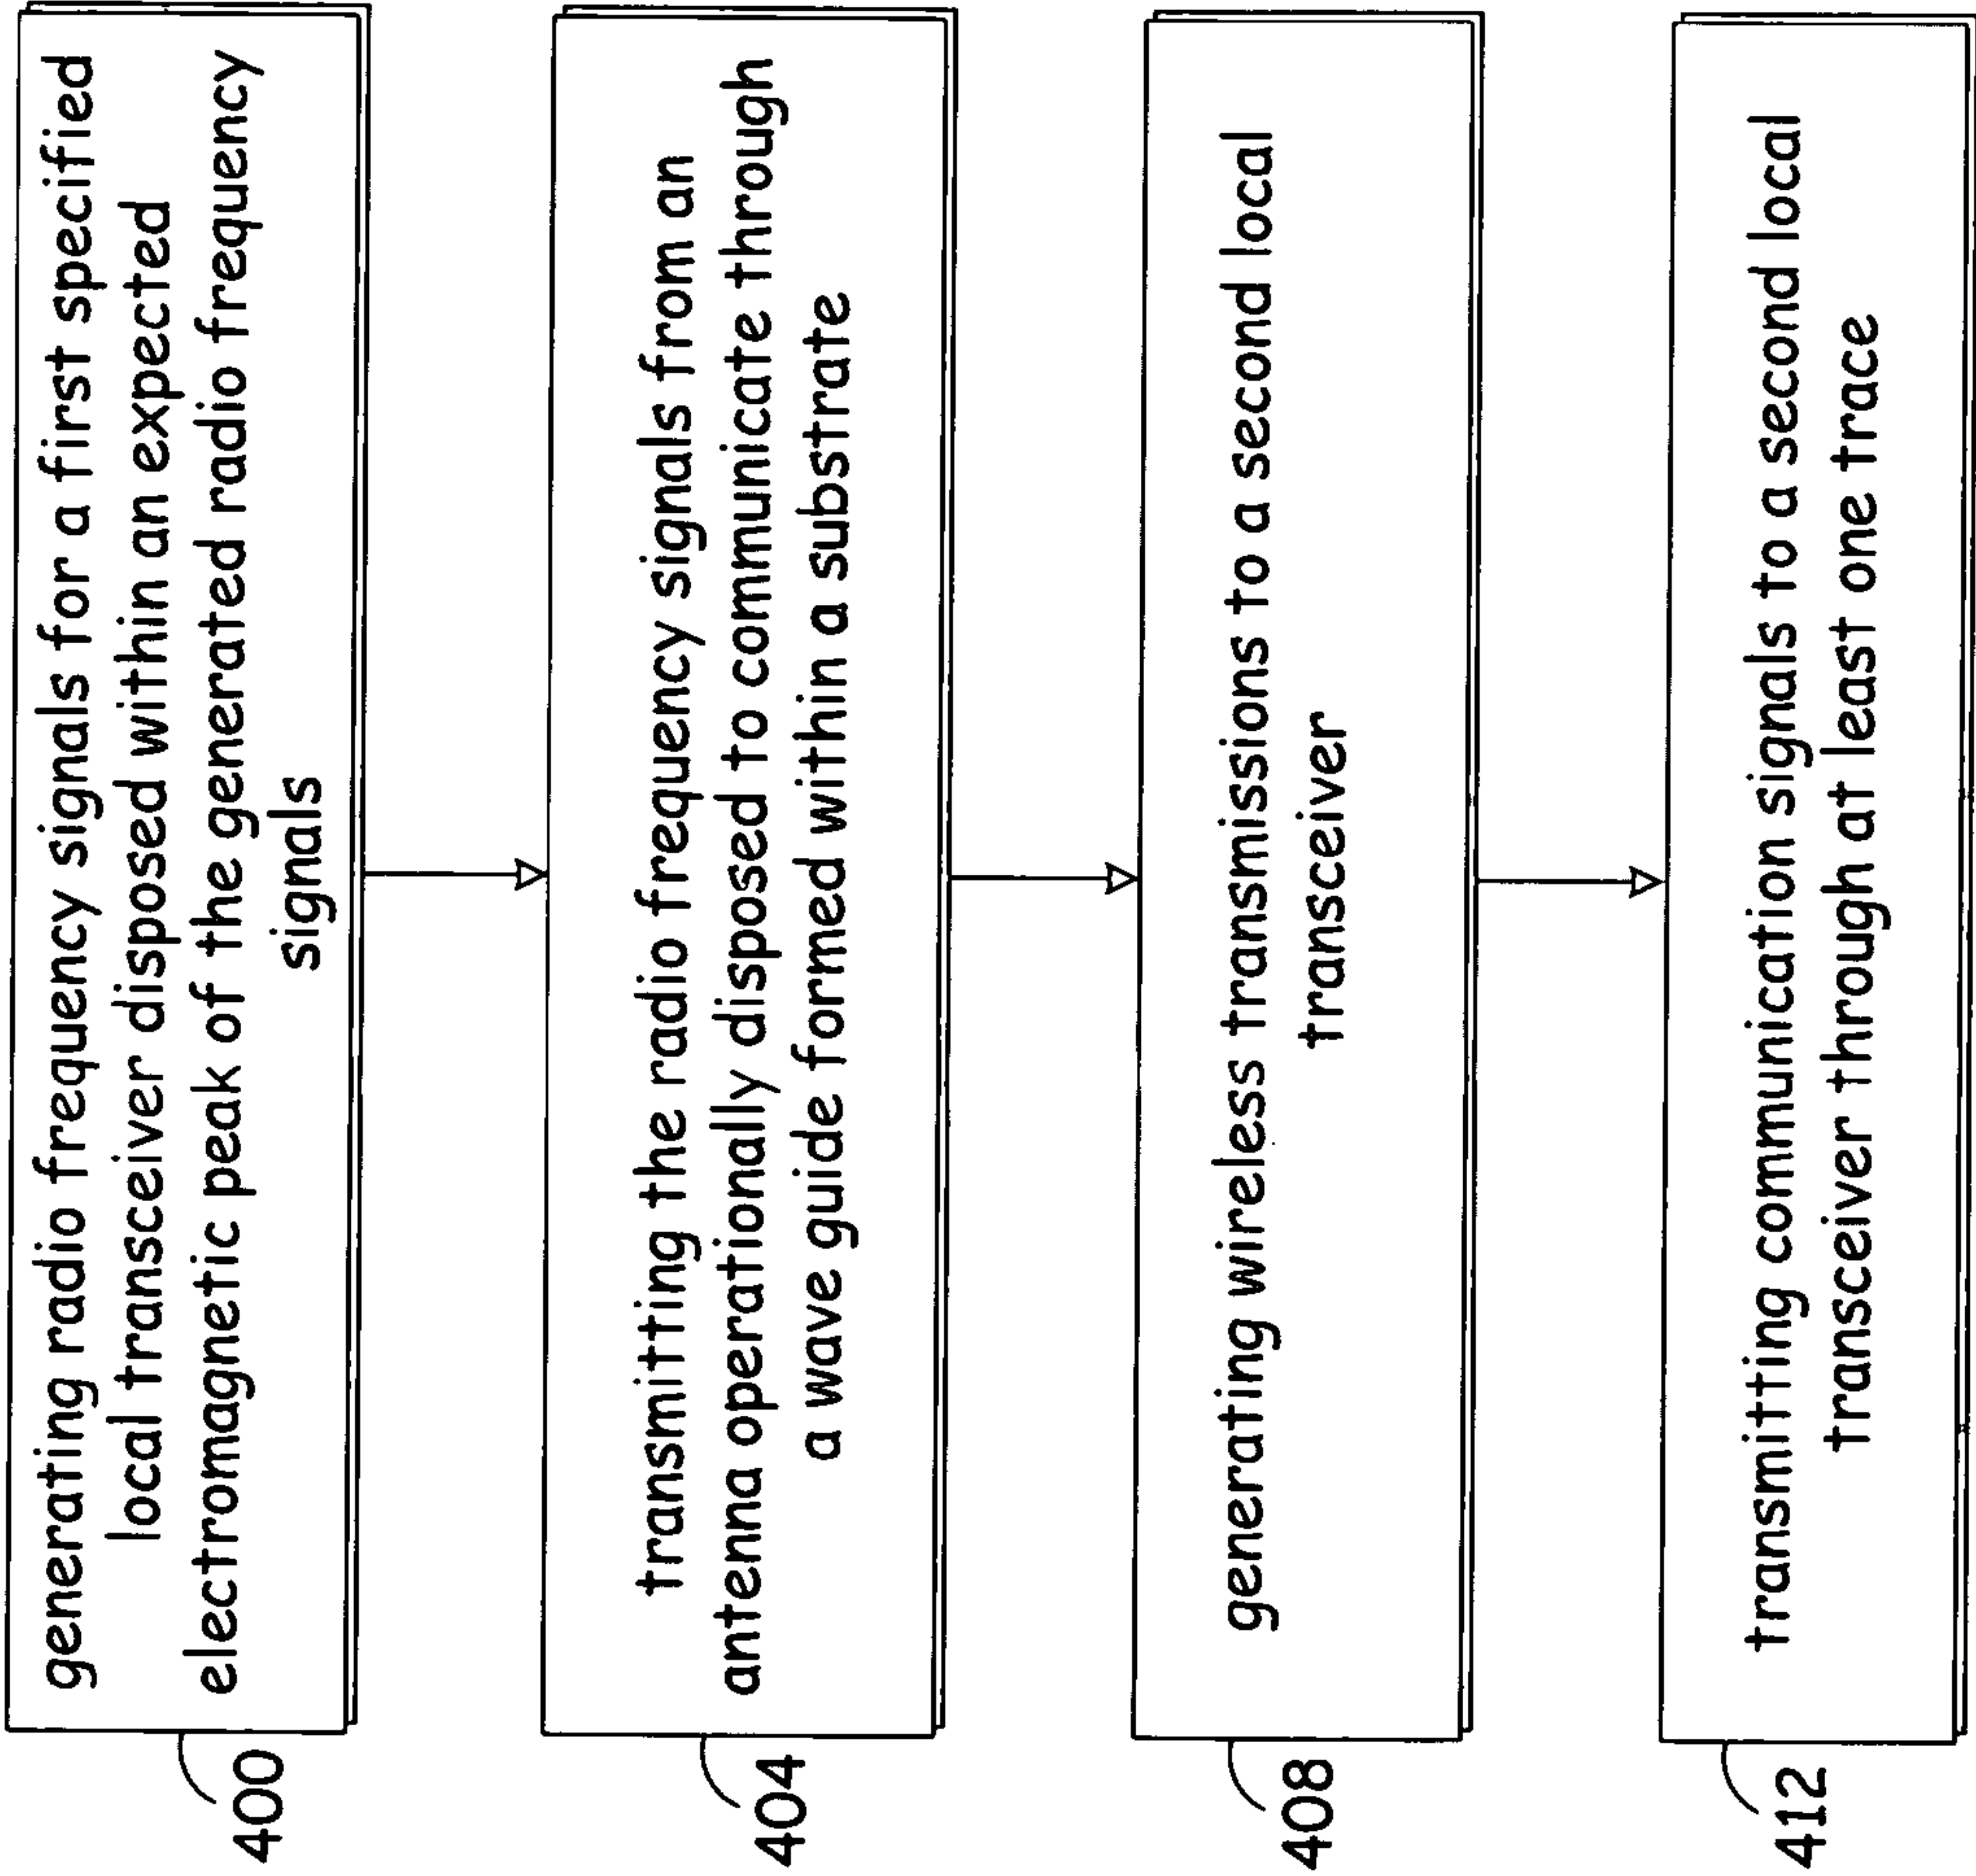 generating radio frequency signals for a first specified
local transceiver disposed within an expected
electromagnetic peak of the generated radio frequency
signals
400
transmitting the radio frequency signals from an
antenna operationally disposed to communicate through
a wave guide formed within a substrate
404
generating wireless transmissions to a second local
transceiver
408
transmitting communication signals to a second local
transceiver through at least one trace
412